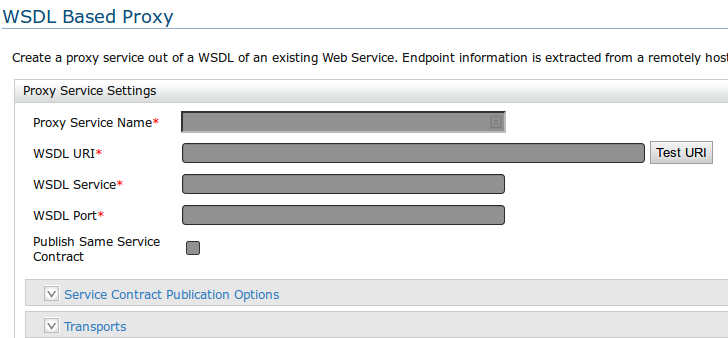 WSDL Based Proxy
Create a proxy service out of a WSDL of an existing Web Service. Endpoint information is extracted from a remotely host
Proxy Service Settings
Proxy Service Name*
WSDL URI*
Test URI
WSDL Service*
WSDL Port*
Publish Same Service
Contract
Service Contract Publication Options
Transports